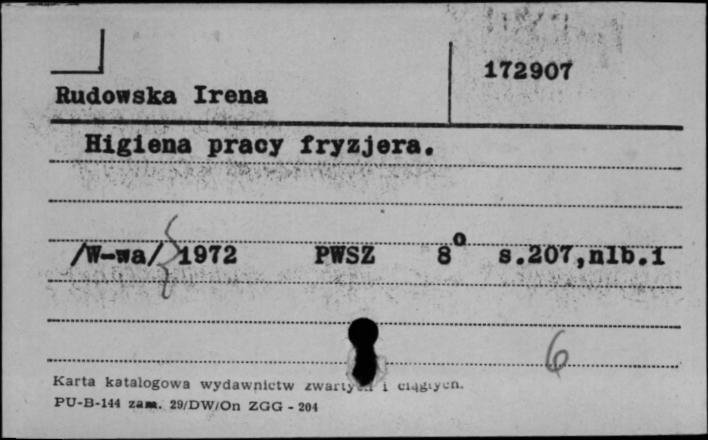 172907
Rudowska Irena
Higiena pracy fryzjera.
/W-wa/ 1972 PWSZ 8° s.207,nlb.1
6
Karta katalogowa wydawnictw zwartych i ciągłych.
PU-B-144 zam. 29/DW/On ZGG - 204